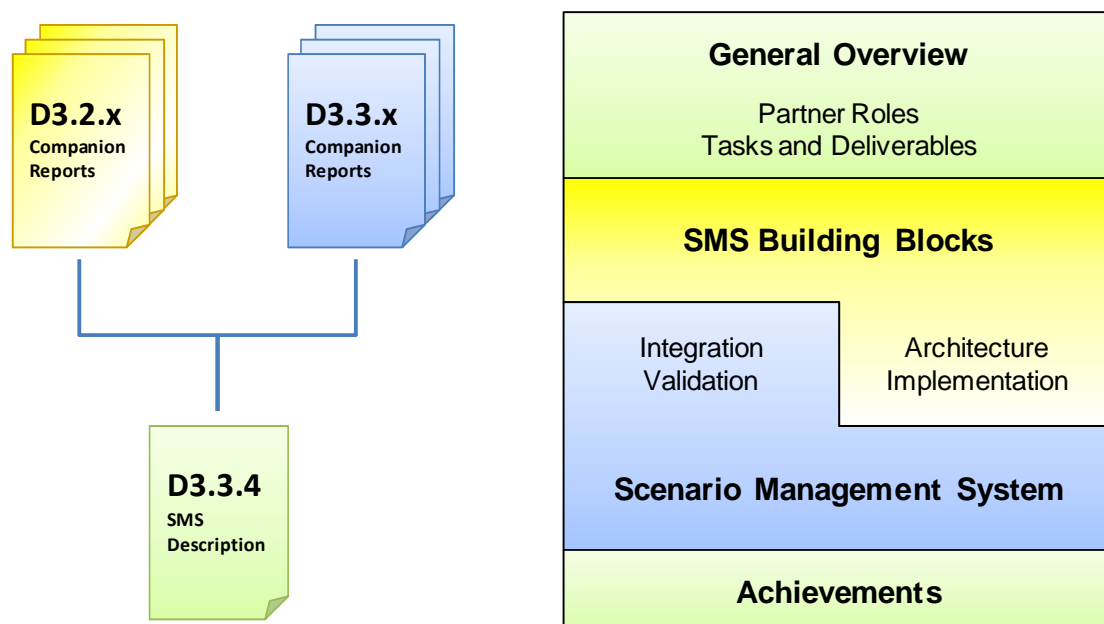 D3.2.x
Companion
Reports
D3.3.x
Companion
Reports
D3.3.4
SMS
Description
General Overview
Partner Roles
Tasks and Deliverables
SMS Building Blocks
Integration
Validation
Architecture
Implementation
Scenario Management System
Achievements